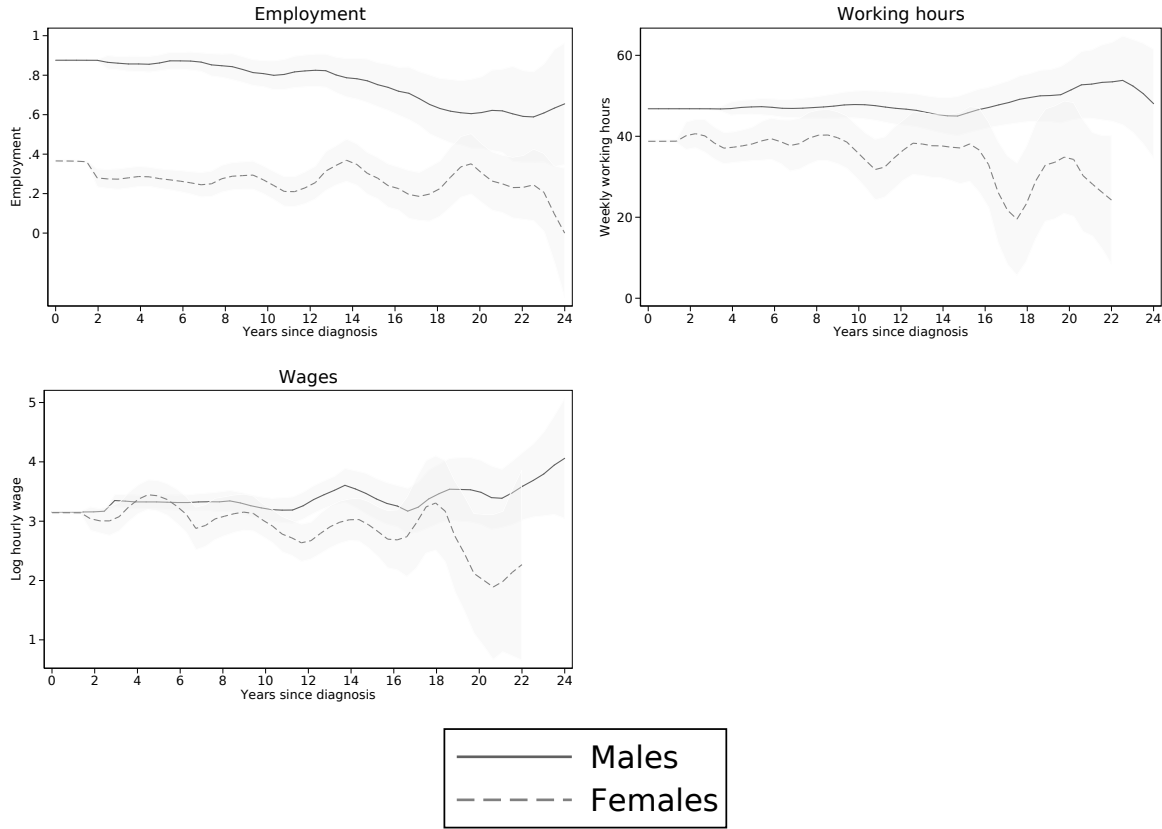 Employment
Employment
1
.8
.6
.4
.2
0
0 2 4 6 8 10 12 14 16 18 20 22 24
Years since diagnosis
Working hours
Weekly working hours
60
40
20
0
0 2 4 6 8 10 12 14 16 18 20 22 24
Years since diagnosis
Wages
Log hourly wage
5
4
3
2
1
0 2 4 6 8 10 12 14 16 18 20 22 24
Years since diagnosis
Males
Females